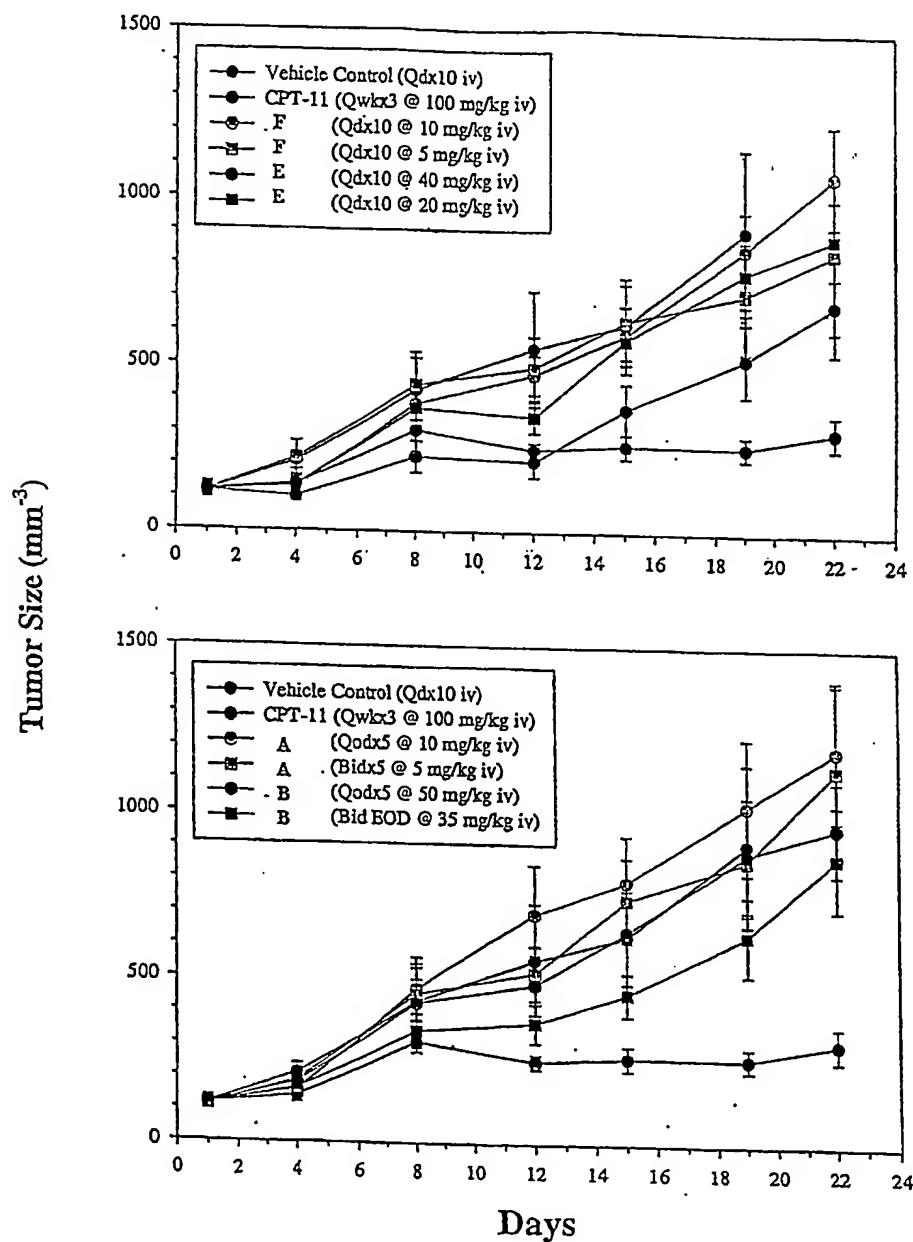 1500
1000
500
0
Vehicle Control (Qdx10 iv)
CPT-11 (Qwkx3 @ 100 mg/kg iv)
F (Qdx10 @ 10 mg/kg iv)
F (Qdx10 @ 5 mg/kg iv)
E (Qdx10 @ 40 mg/kg iv)
E (Qdx10 @ 20 mg/kg iv)
0 2 4 6 8 10 12 14 16 18 20 22 24
Tumor Size (mm-3)
1500
1000
500
0
Vehicle Control (Qdx10 iv)
CPT-11 (Qwkx3 @ 100 mg/kg iv)
A (Qodx5 @ 10 mg/kg iv)
A (Bidx5 @ 5 mg/kg iv)
B (Qodx5 @ 50 mg/kg iv)
B (Bid EOD @ 35 mg/kg iv)
0 2 4 6 8 10 12 14 16 18 20 22 24
Days